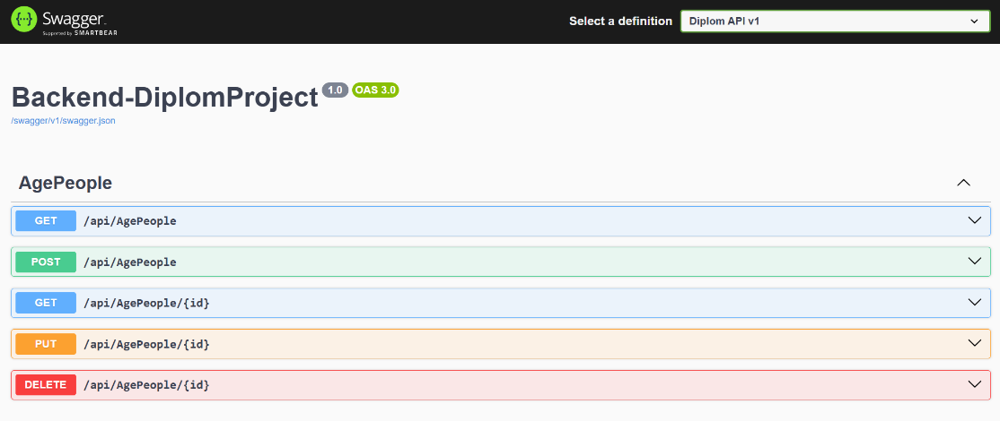 {··} Swagger
Supported by SMARTBEAR
Select a definition
Diplom API v1
Backend-DiplomProject 1.0 OAS 3.0
/swagger/v1/swagger.json
AgePeople
GET /api/AgePeople
POST /api/AgePeople
GET /api/AgePeople/{id}
PUT /api/AgePeople/{id}
DELETE /api/AgePeople/{id}